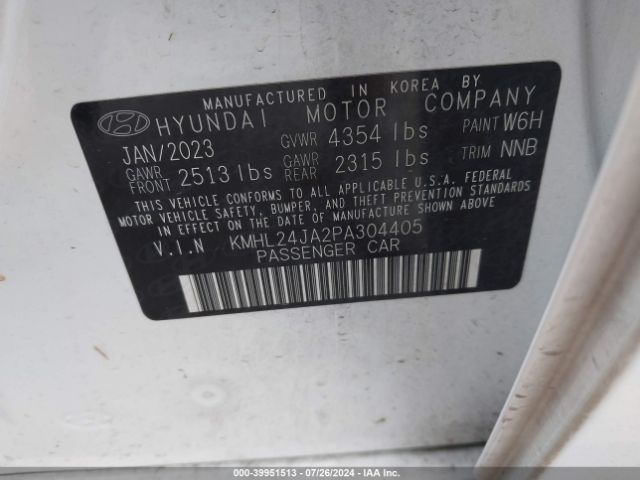 MANUFACTURED IN KOREA BY
HYUNDAI MOTOR COMPANY
JAN/2023 GVWR 4354 lbs PAINT W6H
GAWR FRONT 2513 lbs GAWR REAR 2315 lbs TRIM NNB
THIS VEHICLE CONFORMS TO ALL APPLICABLE U.S.A. FEDERAL
MOTOR VEHICLE SAFETY, BUMPER, AND THEFT PREVENTION STANDARDS
IN EFFECT ON THE DATE OF MANUFACTURE SHOWN ABOVE.
V.I.N KMHL24JA2PA304405
PASSENGER CAR
000-39951513 - 07/26/2024 - IAA Inc.